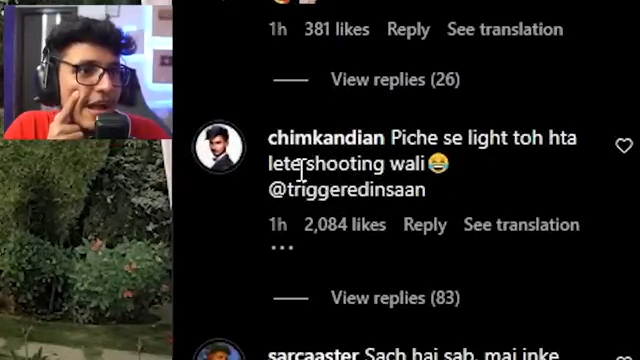 1h 381 likes Reply See translation
View replies (26)
chimkandian Piche se light toh hta
lete shooting wali😂
@triggeredinsaan
1h 2,084 likes Reply See translation
...
View replies (83)
sarcaaster Sach hai sab, mai inke